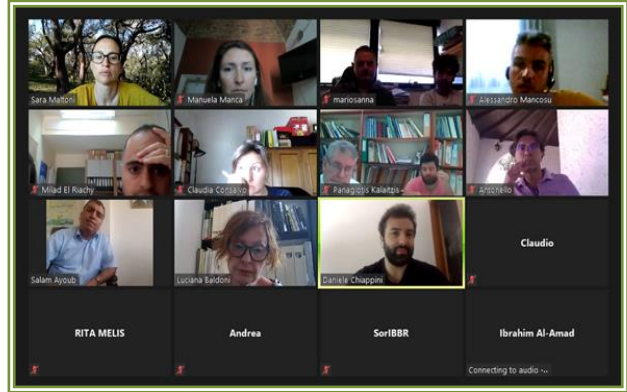 Sara Maltoni
Manuela Manca
mariosanna
Alessandro Mancosu
Milad El Riachy
Claudia Consalvo
Panagiotis Kalaitzis
Antonello
Salam Ayoub
Luciana Baldoni
Daniele Chiappini
Claudio
RITA MELIS
Andrea
SorIBBR
Ibrahim Al-Amad
Connecting to audio ·..